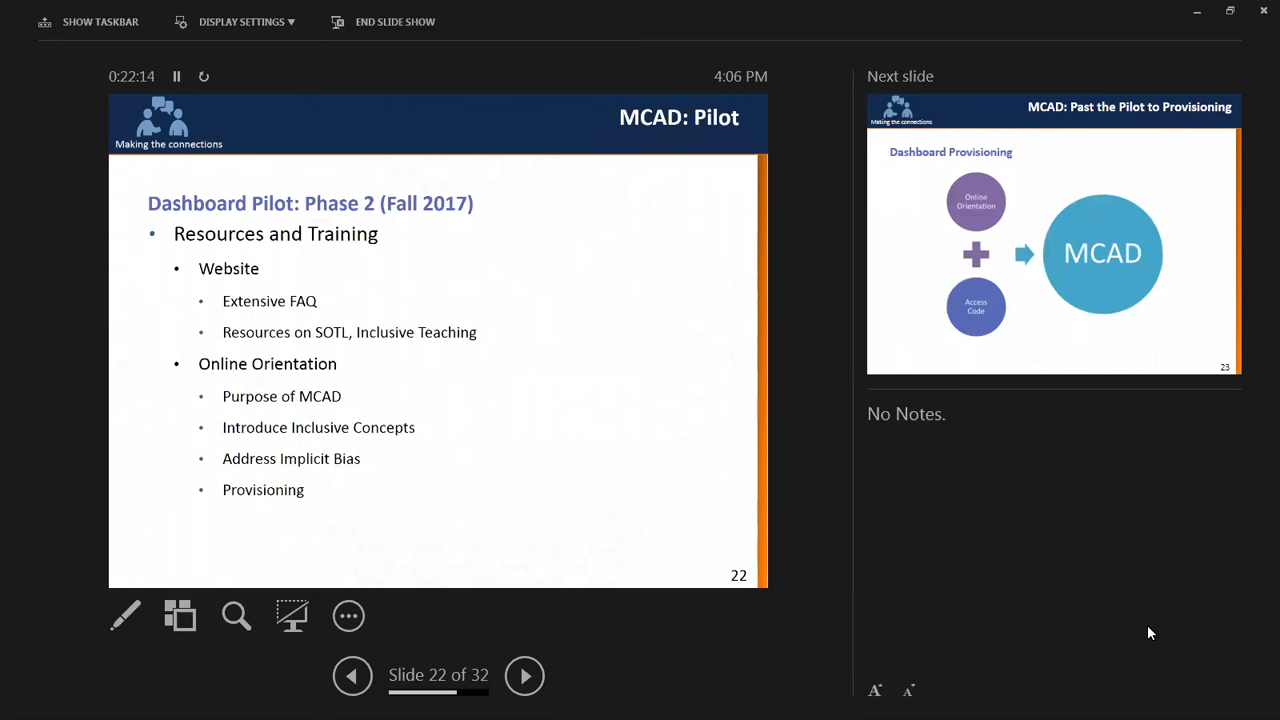 SHOW TASKBAR
DISPLAY SETTINGS ▾
END SLIDE SHOW
0:22:14
4:06 PM
Making the connections
MCAD: Pilot
Dashboard Pilot: Phase 2 (Fall 2017)
• Resources and Training
• Website
• Extensive FAQ
• Resources on SOTL, Inclusive Teaching
• Online Orientation
• Purpose of MCAD
• Introduce Inclusive Concepts
• Address Implicit Bias
• Provisioning
22
Slide 22 of 32
Next slide
Making the connections
MCAD: Past the Pilot to Provisioning
Dashboard Provisioning
Online
Orientation
Access
Code
MCAD
23
No Notes.
A A